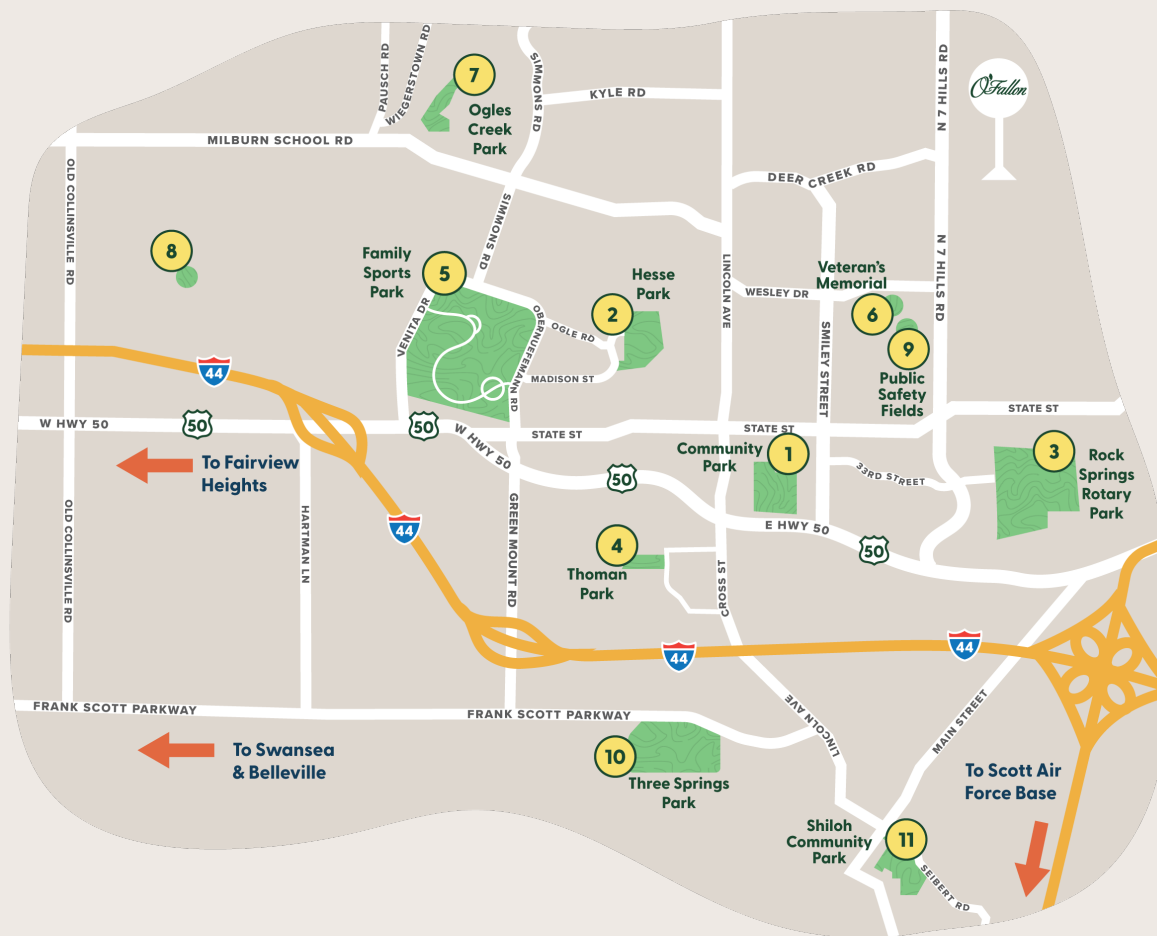 PAUSCH RD
WIEGERSTOWN RD
7
Ogles
Creek
Park
SIMMONS RD
KYLE RD
N 7 HILLS RD
O'Fallon
MILBURN SCHOOL RD
OLD COLLINSVILLE RD
DEER CREEK RD
SIMMONS RD
8
Family
Sports
Park
5
Hesse
Park
2
LINCOLN AVE
WESLEY DR
Veteran's
Memorial
6
N 7 HILLS RD
VENITA DR
OBERNUEFEMANN RD
OGLE RD
MADISON ST
SMILEY STREET
9
Public
Safety
Fields
44
50
W HWY 50
50
W HWY 50
STATE ST
STATE ST
STATE ST
To Fairview
Heights
Community
Park
1
33RD STREET
3
Rock
Springs
Rotary
Park
50
OLD COLLINSVILLE RD
HARTMAN LN
44
GREEN MOUNT RD
4
Thoman
Park
CROSS ST
E HWY 50
50
44
44
FRANK SCOTT PARKWAY
FRANK SCOTT PARKWAY
LINCOLN AVE
MAIN STREET
To Swansea
& Belleville
10
Three Springs
Park
To Scott Air
Force Base
Shiloh
Community
Park
11
SEIBERT RD